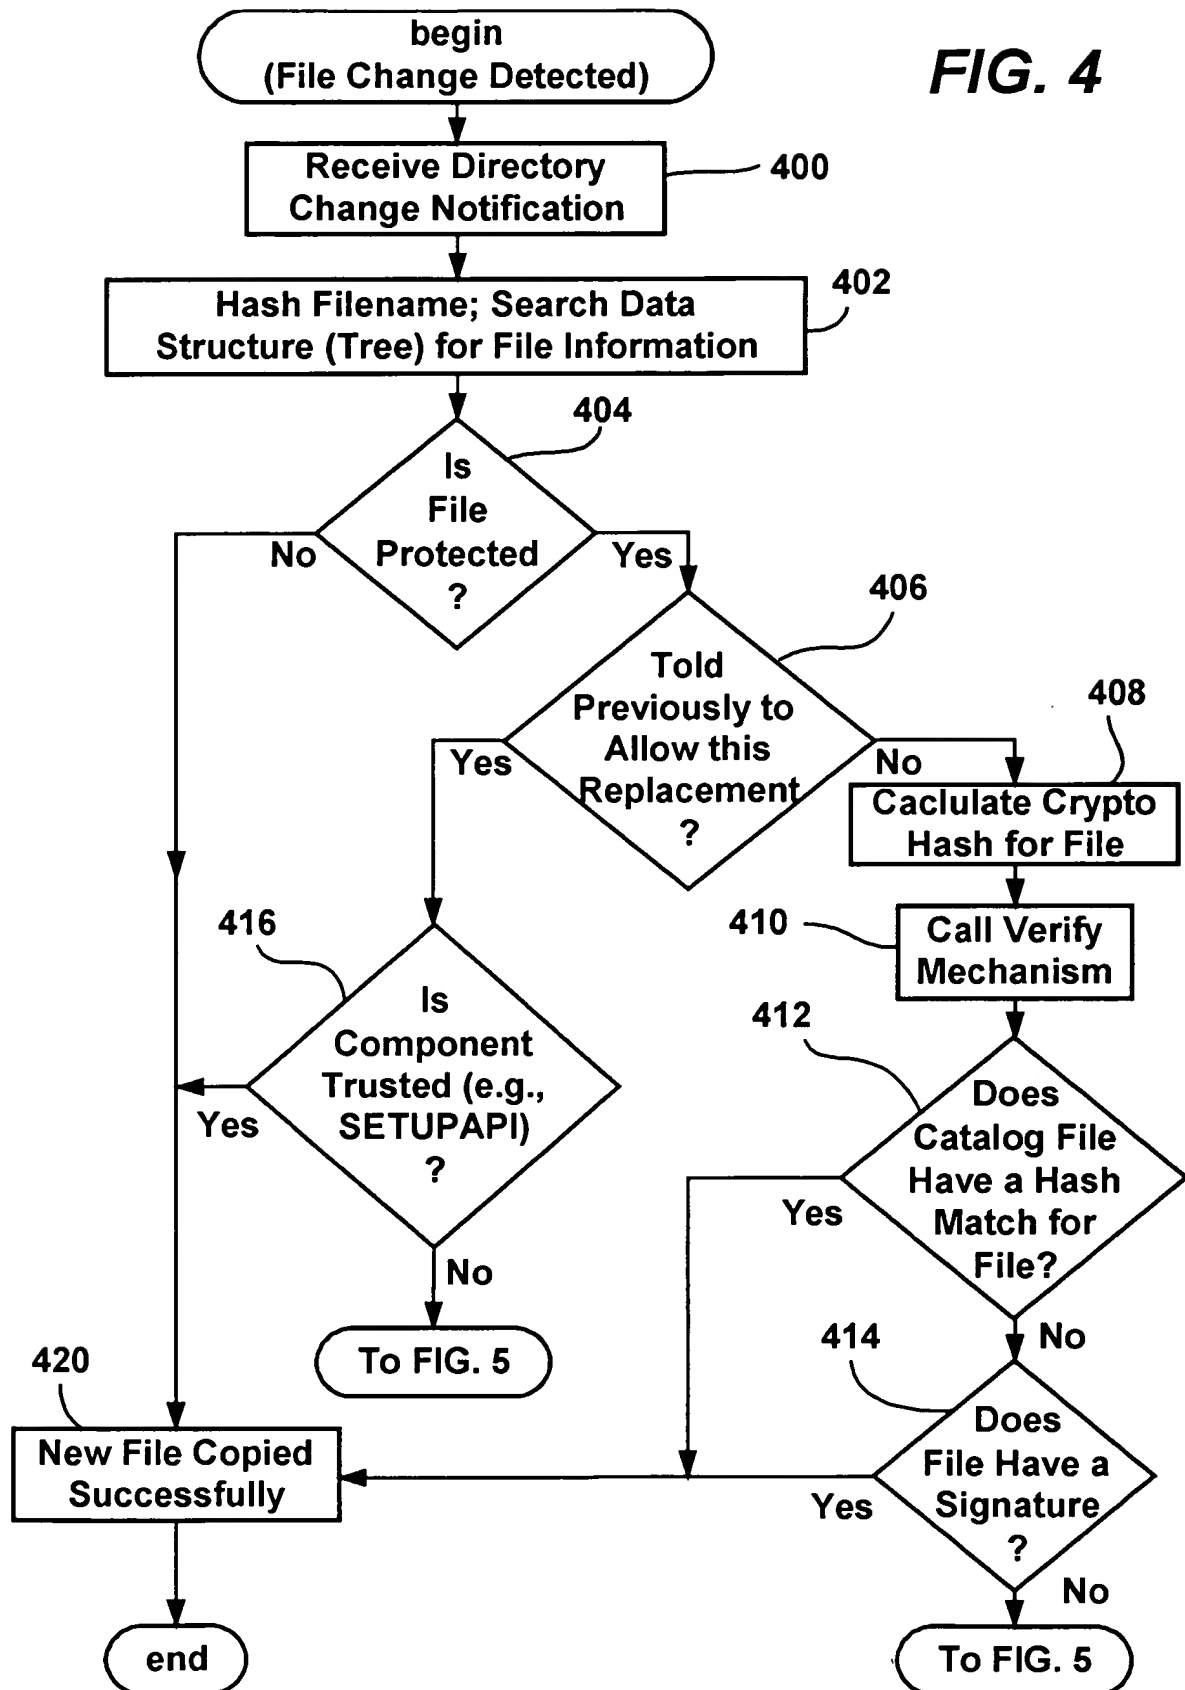 begin
(File Change Detected)
FIG. 4
Receive Directory
Change Notification
400
Hash Filename; Search Data
Structure (Tree) for File Information
402
404
Is
File
Protected
?
No
Yes
406
Told
Previously to
Allow this
Replacement
?
Yes
No
408
Caclulate Crypto
Hash for File
410
Call Verify
Mechanism
416
Is
Component
Trusted (e.g.,
SETUPAPI)
?
Yes
No
To FIG. 5
412
Does
Catalog File
Have a Hash
Match for
File?
Yes
No
414
Does
File Have a
Signature
?
Yes
No
To FIG. 5
420
New File Copied
Successfully
end